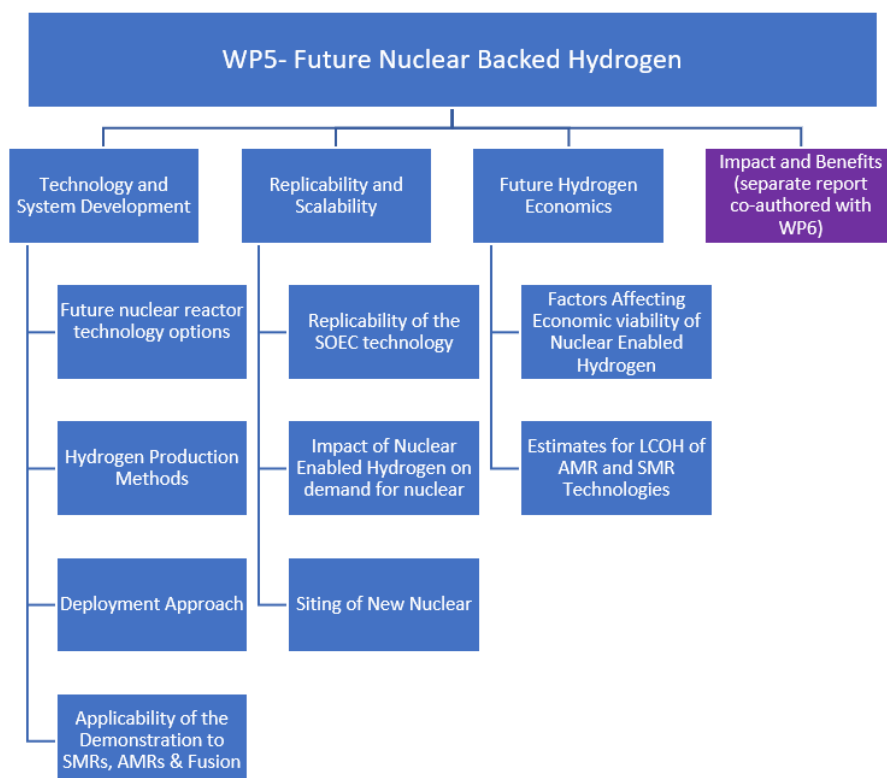 WP5- Future Nuclear Backed Hydrogen
Technology and
System Development
Future nuclear reactor
technology options
Hydrogen Production
Methods
Deployment Approach
Applicability of the
Demonstration to
SMRs, AMRs & Fusion
Replicability and
Scalability
Replicability of the
SOEC technology
Impact of Nuclear
Enabled Hydrogen on
demand for nuclear
Siting of New Nuclear
Future Hydrogen
Economics
Factors Affecting
Economic viability of
Nuclear Enabled
Hydrogen
Estimates for LCOH of
AMR and SMR
Technologies
Impact and Benefits
(separate report
co-authored with
WP6)